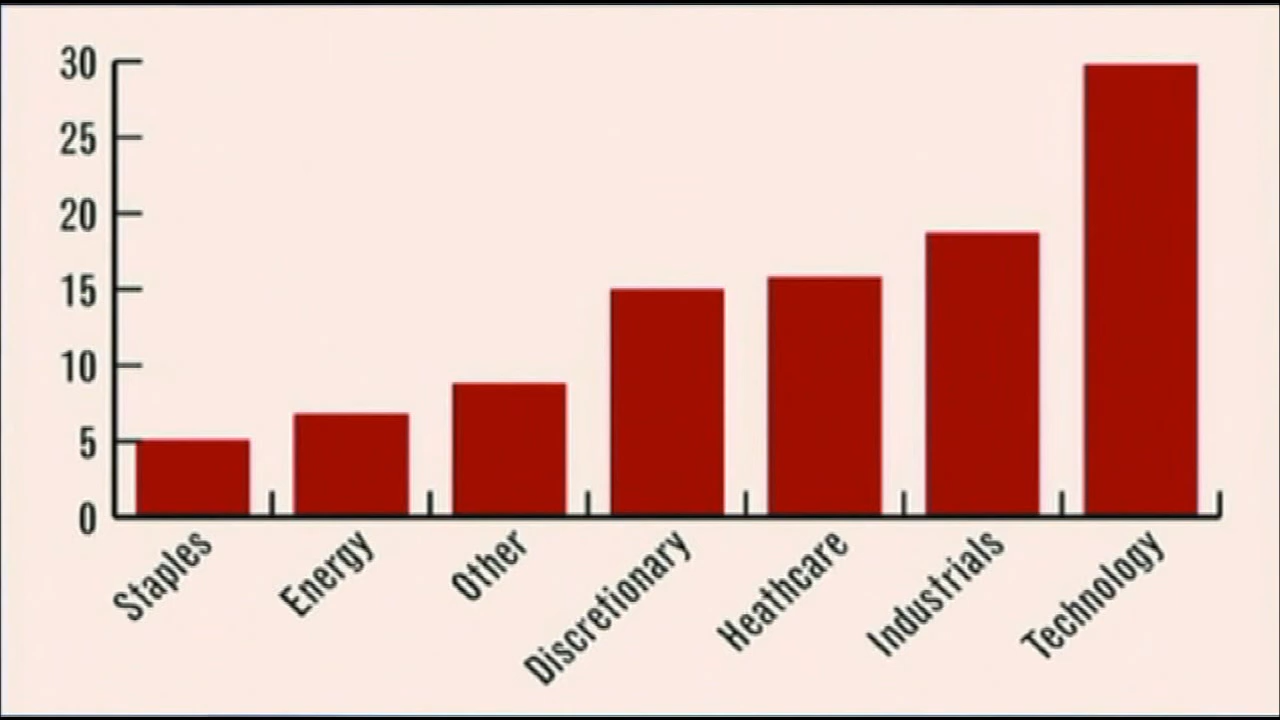 30
25
20
15
10
5
0
Staples
Energy
Other
Discretionary
Heathcare
Industrials
Technology